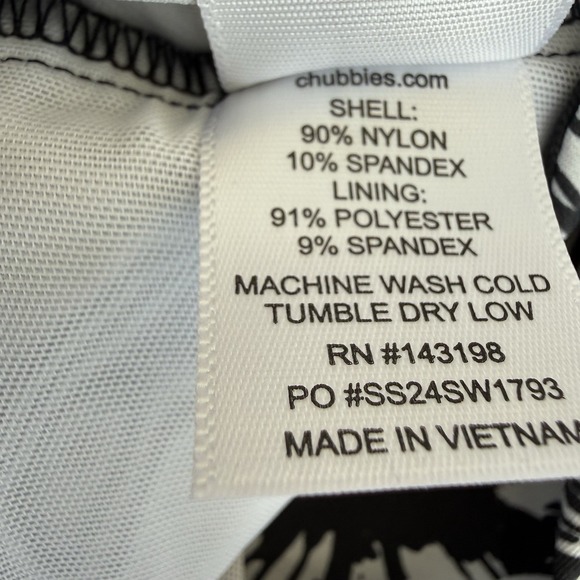 chubbies.com
SHELL:
90% NYLON
10% SPANDEX
LINING:
91% POLYESTER
9% SPANDEX
MACHINE WASH COLD
TUMBLE DRY LOW
RN #143198
PO #SS24SW1793
MADE IN VIETNAM